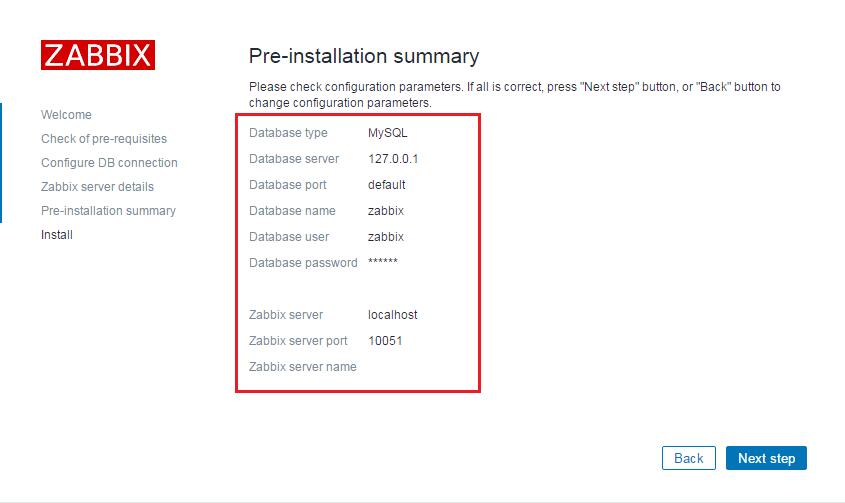 ZABBIX
Pre-installation summary
Please check configuration parameters. If all is correct, press "Next step" button, or "Back" button to
change configuration parameters.
Welcome
Check of pre-requisites
Configure DB connection
Zabbix server details
Pre-installation summary
Install
Database type MySQL
Database server 127.0.0.1
Database port default
Database name zabbix
Database user zabbix
Database password ******
Zabbix server localhost
Zabbix server port 10051
Zabbix server name
Back
Next step